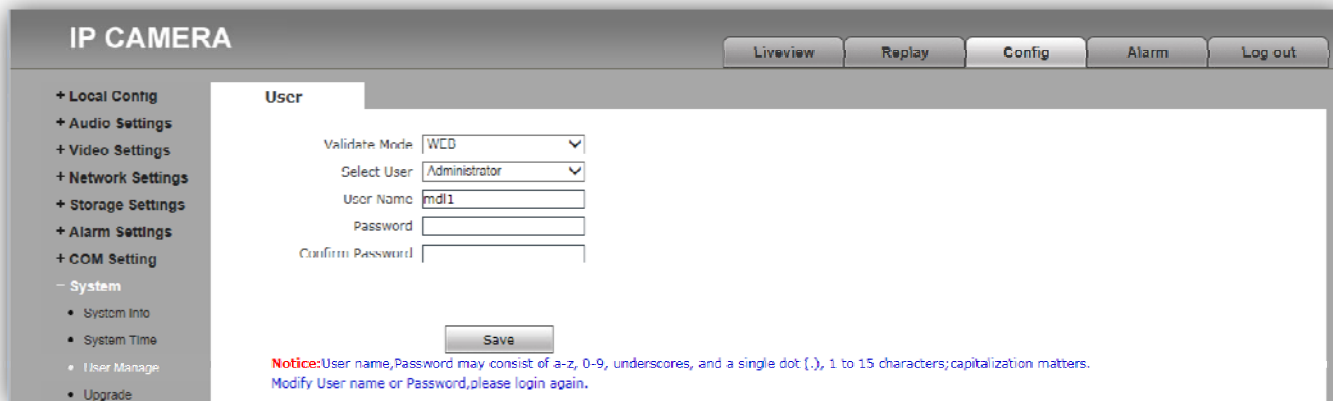 IP CAMERA
Liveview Replay Config Alarm Log out
+ Local Config
+ Audio Settings
+ Video Settings
+ Network Settings
+ Storage Settings
+ Alarm Settings
+ COM Setting
− System
• System Info
• System Time
• User Manage
• Upgrade
User
Validate Mode WEB
Select User Administrator
User Name mdl1
Password
Confirm Password
Save
Notice:User name,Password may consist of a-z, 0-9, underscores, and a single dot (.), 1 to 15 characters;capitalization matters.
Modify User name or Password,please login again.